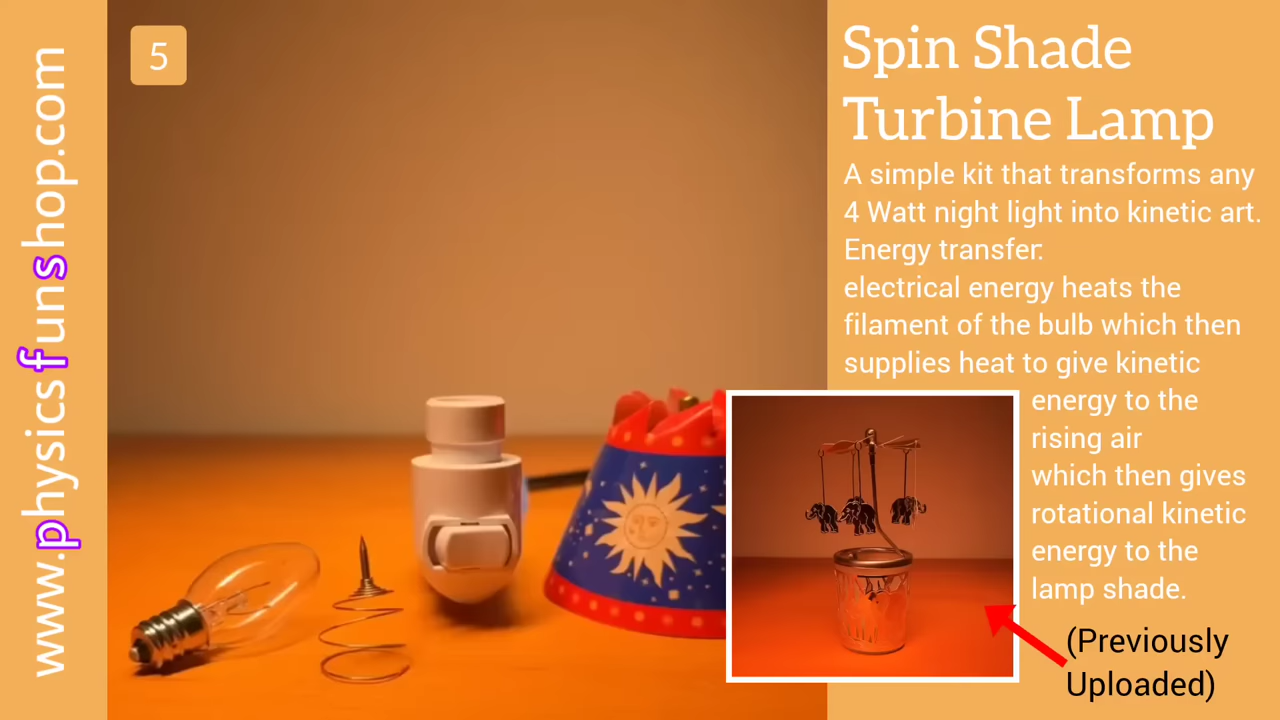 www.physicsfunshop.com
5
Spin Shade
Turbine Lamp
A simple kit that transforms any
4 Watt night light into kinetic art.
Energy transfer:
electrical energy heats the
filament of the bulb which then
supplies heat to give kinetic
energy to the
rising air
which then gives
rotational kinetic
energy to the
lamp shade.
(Previously
Uploaded)